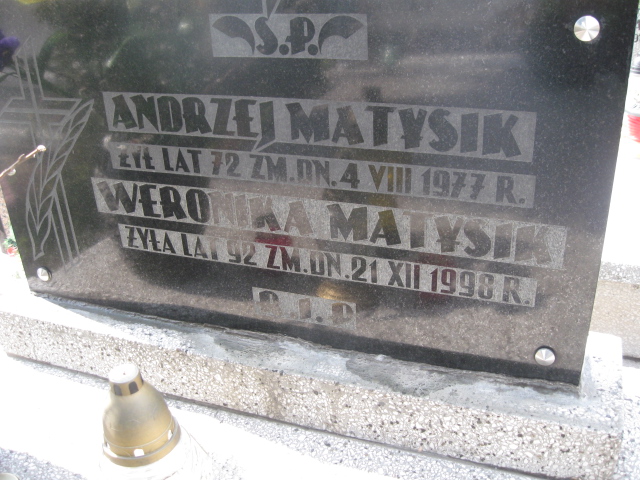 Ś.P.
ANDRZEJ MATYSIK
ŻYŁ LAT 72 ZM.DN. 4 VIII 1977 R.
WERONIKA MATYSIK
ŻYŁA LAT 92 ZM.DN. 21 XII 1998 R.